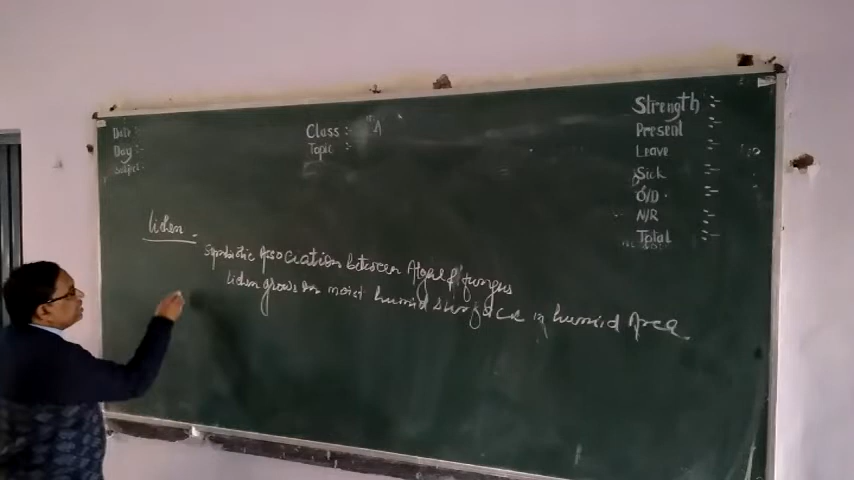 Date :-
Day :-
Subject :-
Class : "A"
Topic :
Strength :-
Present :-
Leave :-
Sick :-
O/D :-
N/R :-
Total :-
lichen -
Symbiotic Association between Algae & fungus
lichen grows on moist humid surface in humid Area